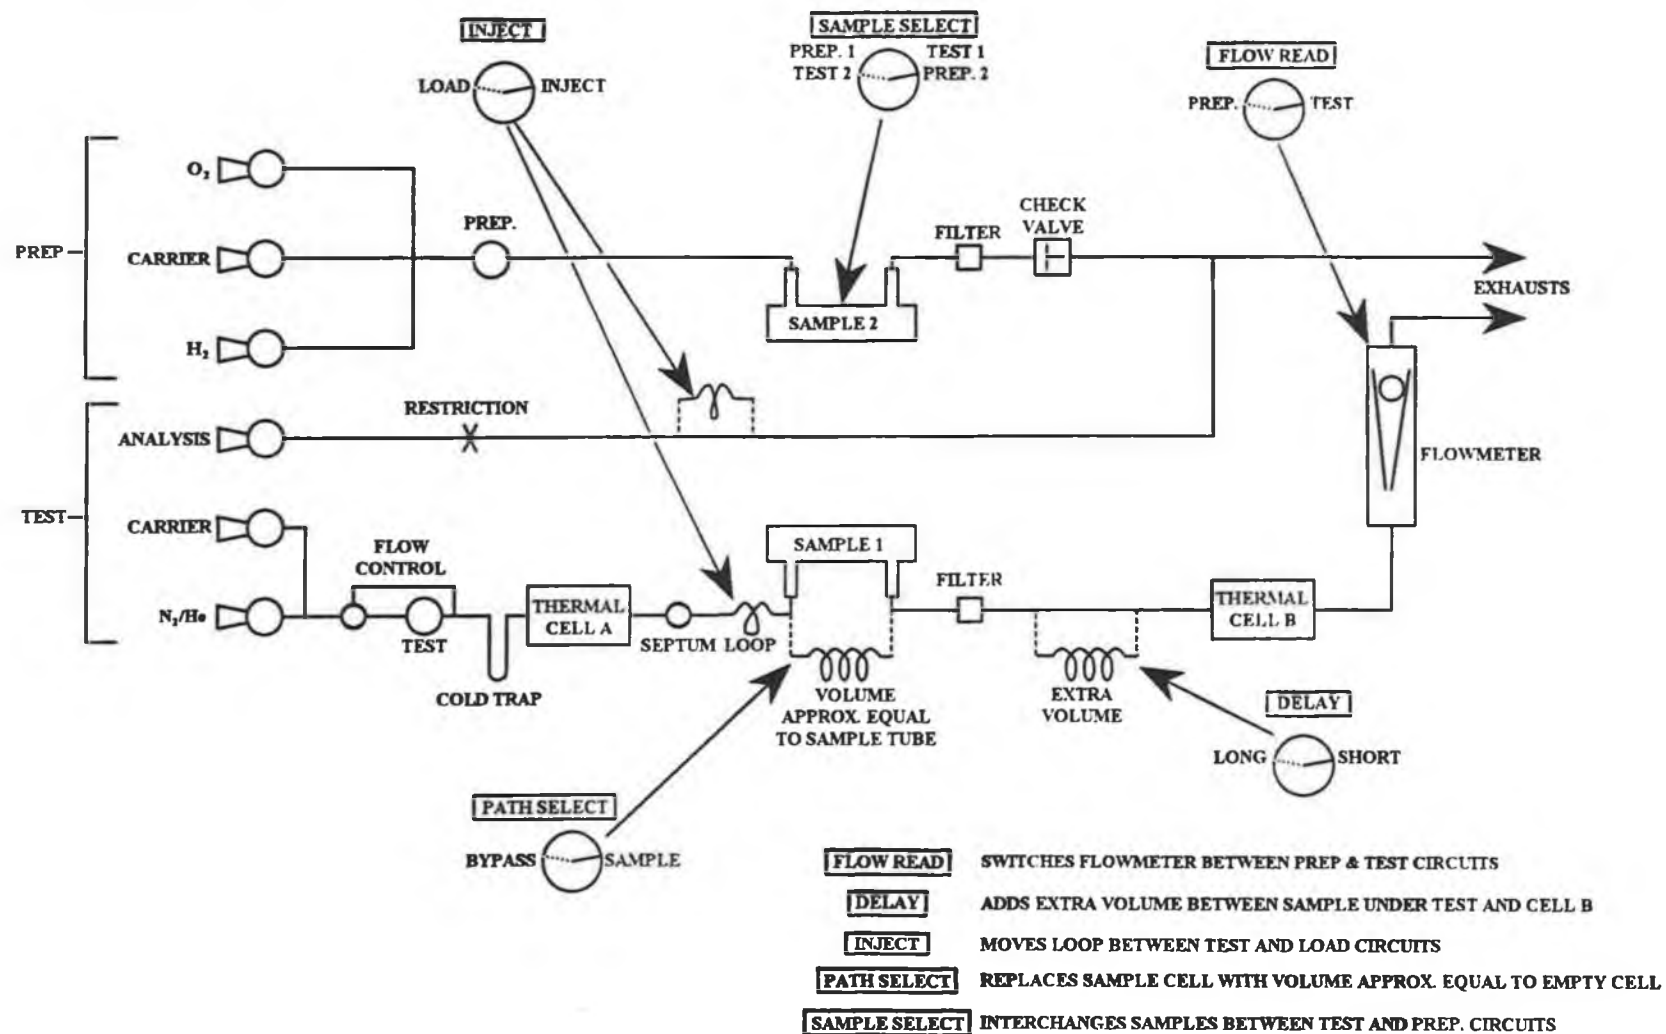 INJECT
LOAD INJECT
SAMPLE SELECT
PREP. 1 TEST 1
TEST 2 PREP. 2
FLOW READ
PREP. TEST
PREP
O₂
CARRIER
H₂
PREP.
SAMPLE 2
FILTER
CHECK
VALVE
EXHAUSTS
FLOWMETER
TEST
ANALYSIS
RESTRICTION
CARRIER
N₂/He
FLOW
CONTROL
TEST
COLD TRAP
THERMAL
CELL A
SEPTUM LOOP
SAMPLE 1
VOLUME
APPROX. EQUAL
TO SAMPLE TUBE
FILTER
EXTRA
VOLUME
THERMAL
CELL B
DELAY
LONG SHORT
PATH SELECT
BYPASS SAMPLE
FLOW READ SWITCHES FLOWMETER BETWEEN PREP & TEST CIRCUITS
DELAY ADDS EXTRA VOLUME BETWEEN SAMPLE UNDER TEST AND CELL B
INJECT MOVES LOOP BETWEEN TEST AND LOAD CIRCUITS
PATH SELECT REPLACES SAMPLE CELL WITH VOLUME APPROX. EQUAL TO EMPTY CELL
SAMPLE SELECT INTERCHANGES SAMPLES BETWEEN TEST AND PREP. CIRCUITS